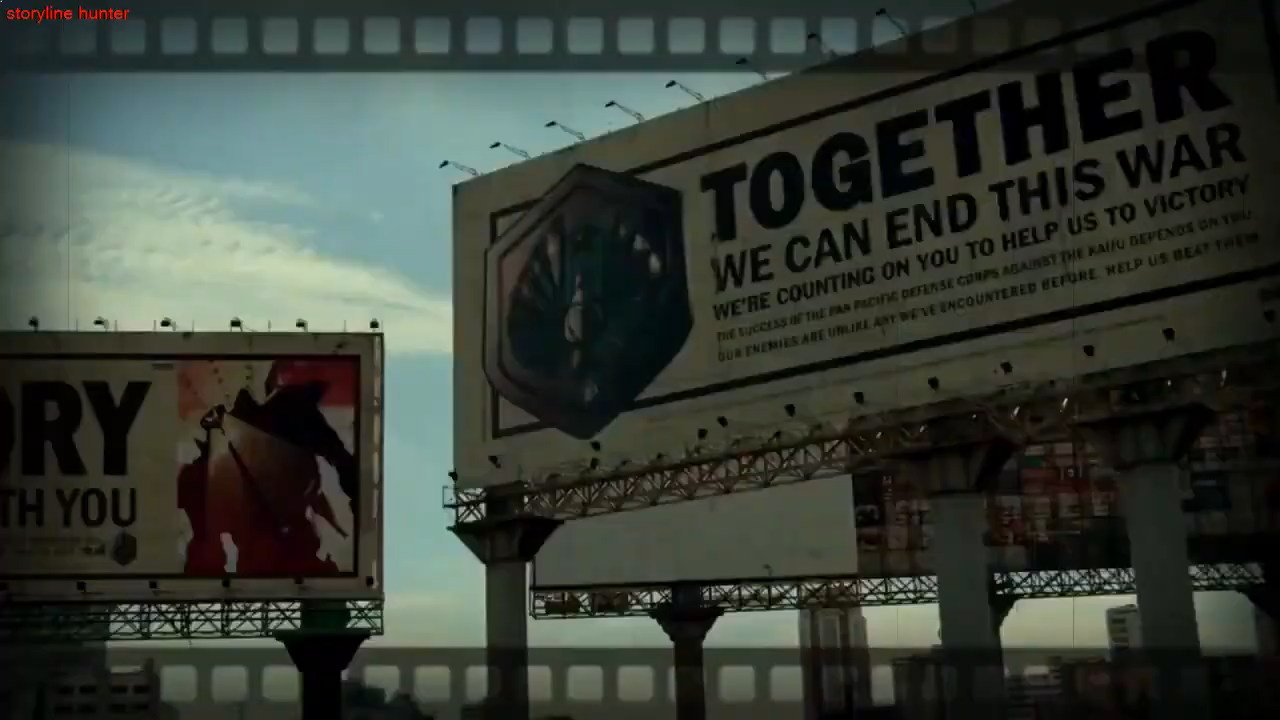 storyline hunter
TOGETHER
WE CAN END THIS WAR
WE'RE COUNTING ON YOU TO HELP US TO VICTORY
THE SUCCESS OF THE PAN PACIFIC DEFENSE CORPS AGAINST THE KAIJU DEPENDS ON YOU
OUR ENEMIES ARE UNLIKE ANY WE'VE ENCOUNTERED BEFORE. HELP US BEAT THEM
ORY
TH YOU